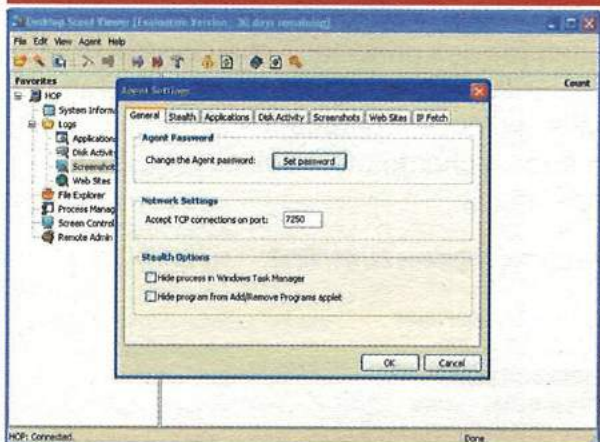 Desktop Scout Viewer [Evaluation Version - 30 days remaining]
File Edit View Agent Help
Favorites
Count
HOP
System Inform
Logs
Application
Disk Activit
Screenshot
Web Sites
File Explorer
Process Manag
Screen Control
Remote Admin
Agent Settings
General Stealth Applications Disk Activity Screenshots Web Sites IP Fetch
Agent Password
Change the Agent password: Set password
Network Settings
Accept TCP connections on port: 7250
Stealth Options
Hide process in Windows Task Manager
Hide program from Add/Remove Programs applet
OK Cancel
HOP: Connected. Done